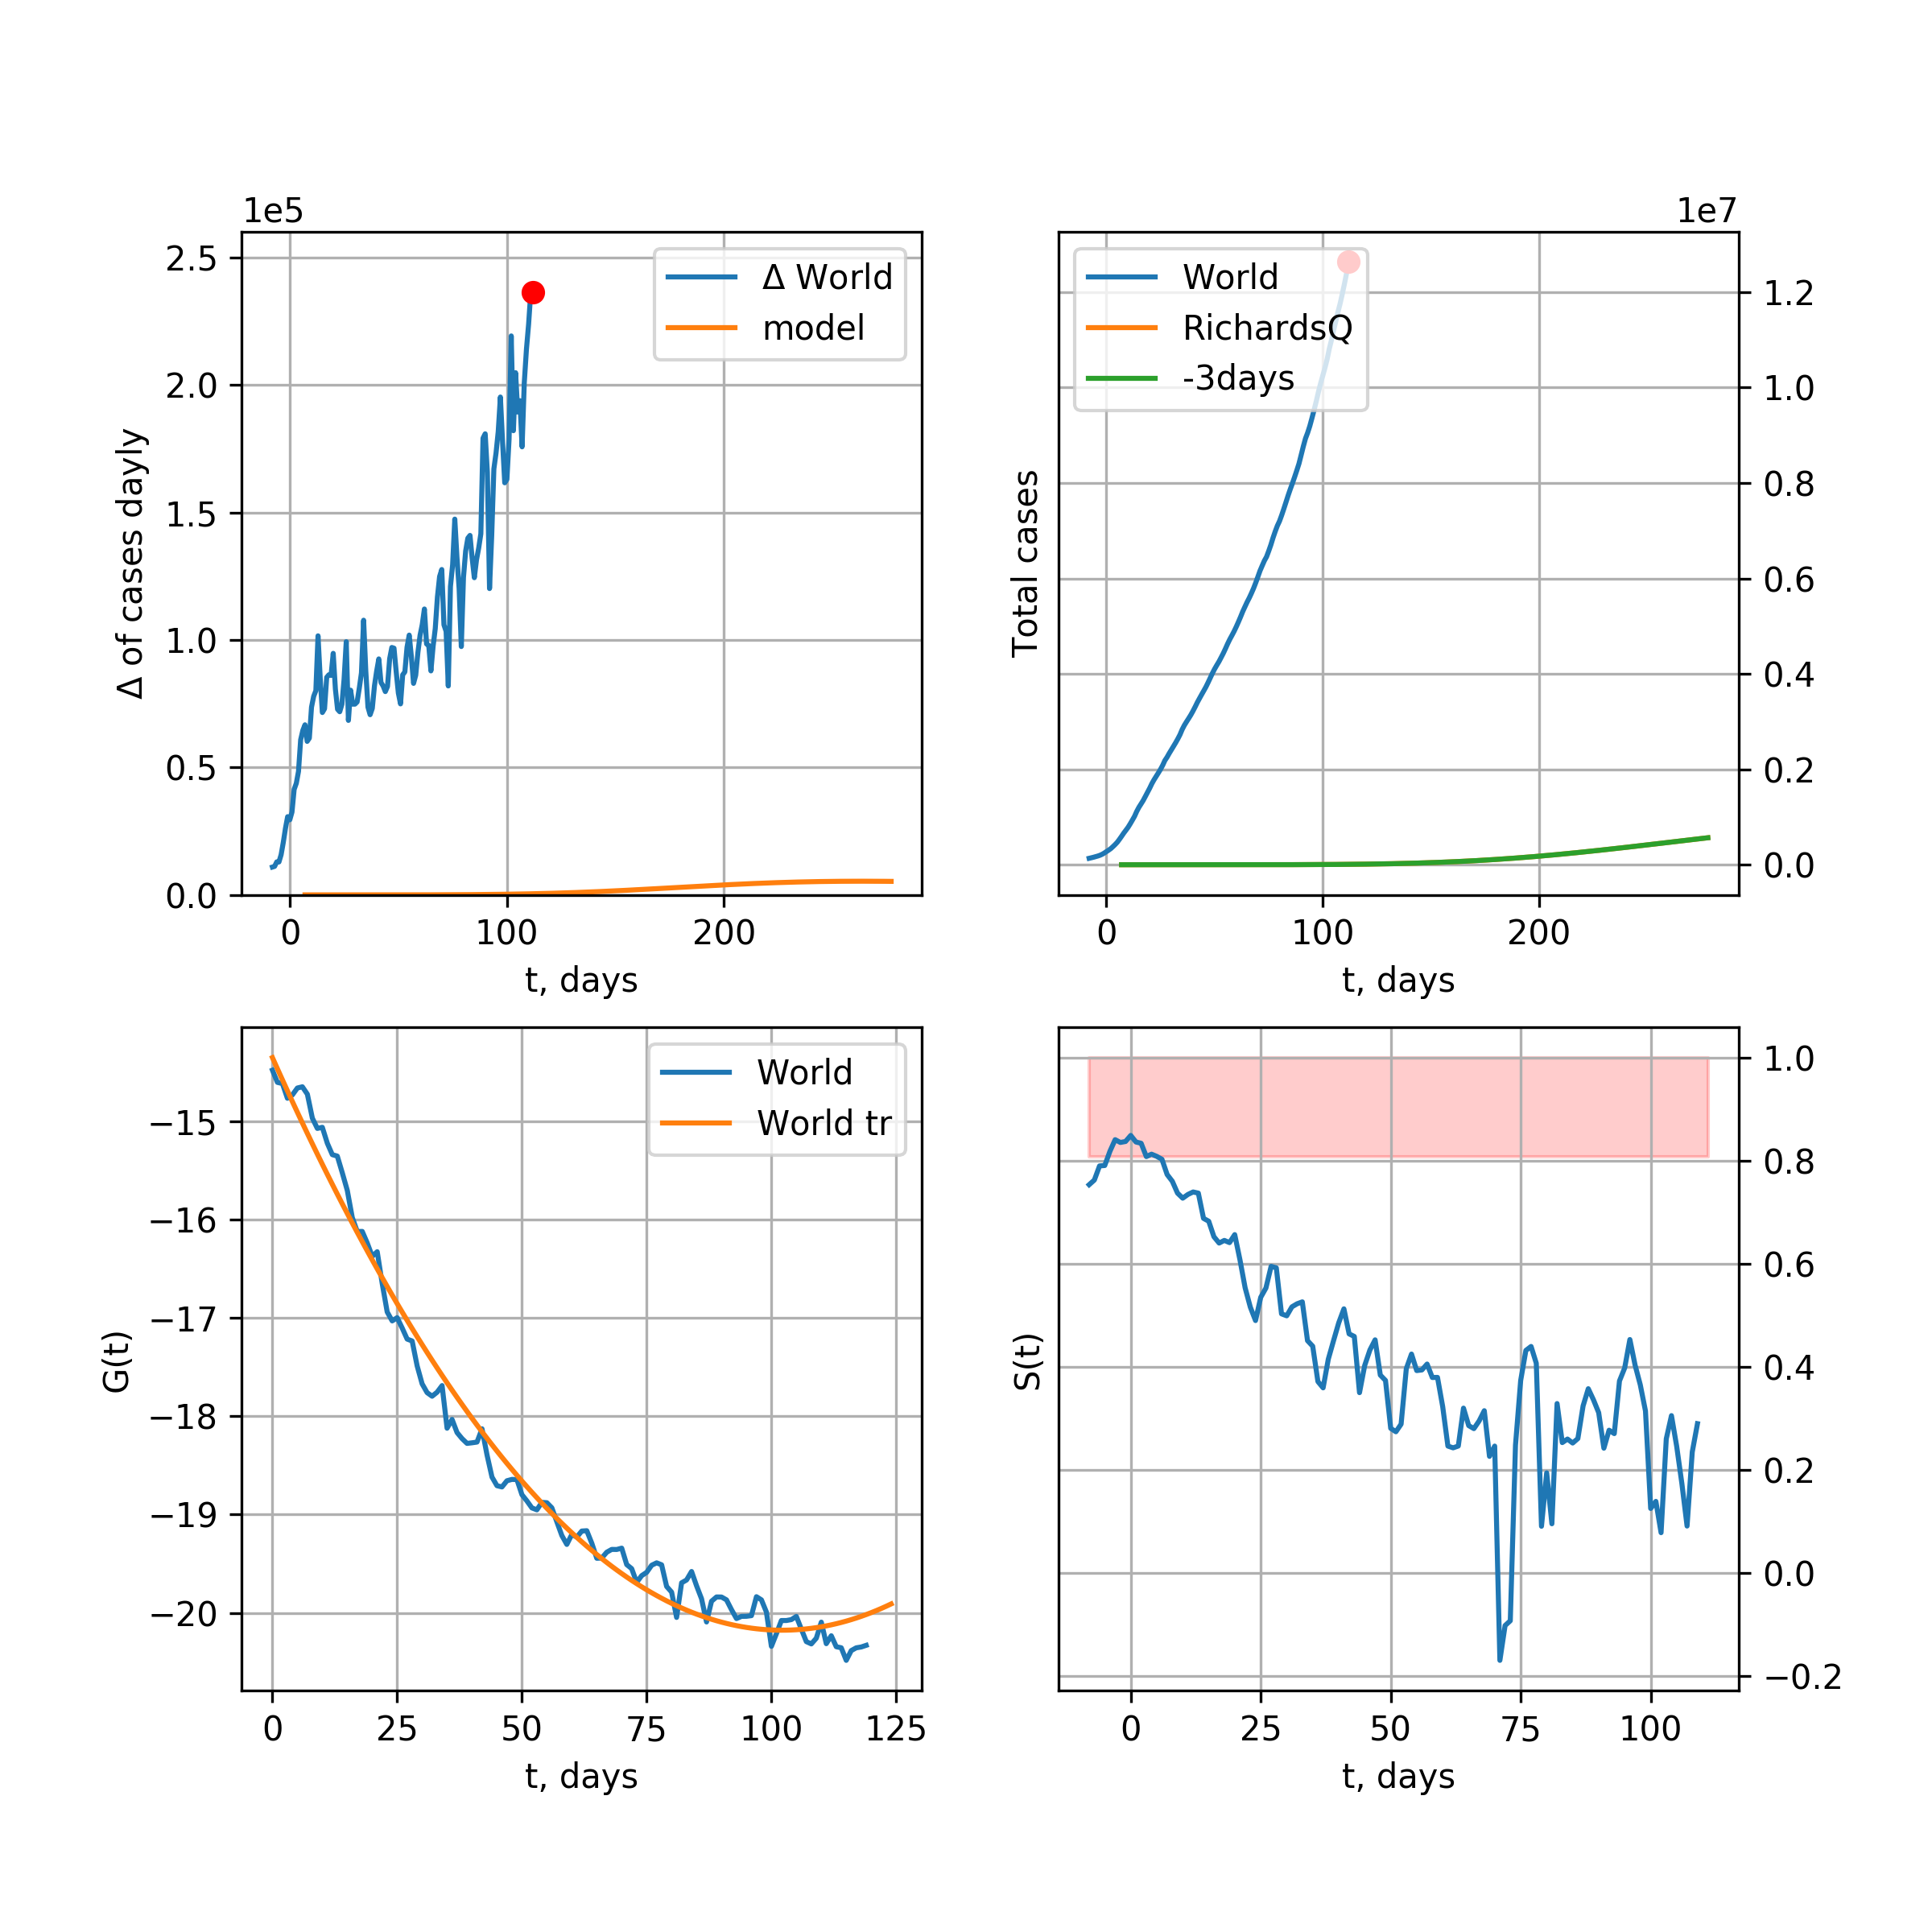 1e5
2.5
2.0
1.5
1.0
0.5
0.0
Δ of cases dayly
Δ World
model
0
100
200
t, days
1e7
World
RichardsQ
-3days
Total cases
1.2
1.0
0.8
0.6
0.4
0.2
0.0
0
100
200
t, days
−15
−16
−17
−18
−19
−20
G(t)
World
World tr
0
25
50
75
100
125
t, days
S(t)
1.0
0.8
0.6
0.4
0.2
0.0
−0.2
0
25
50
75
100
t, days